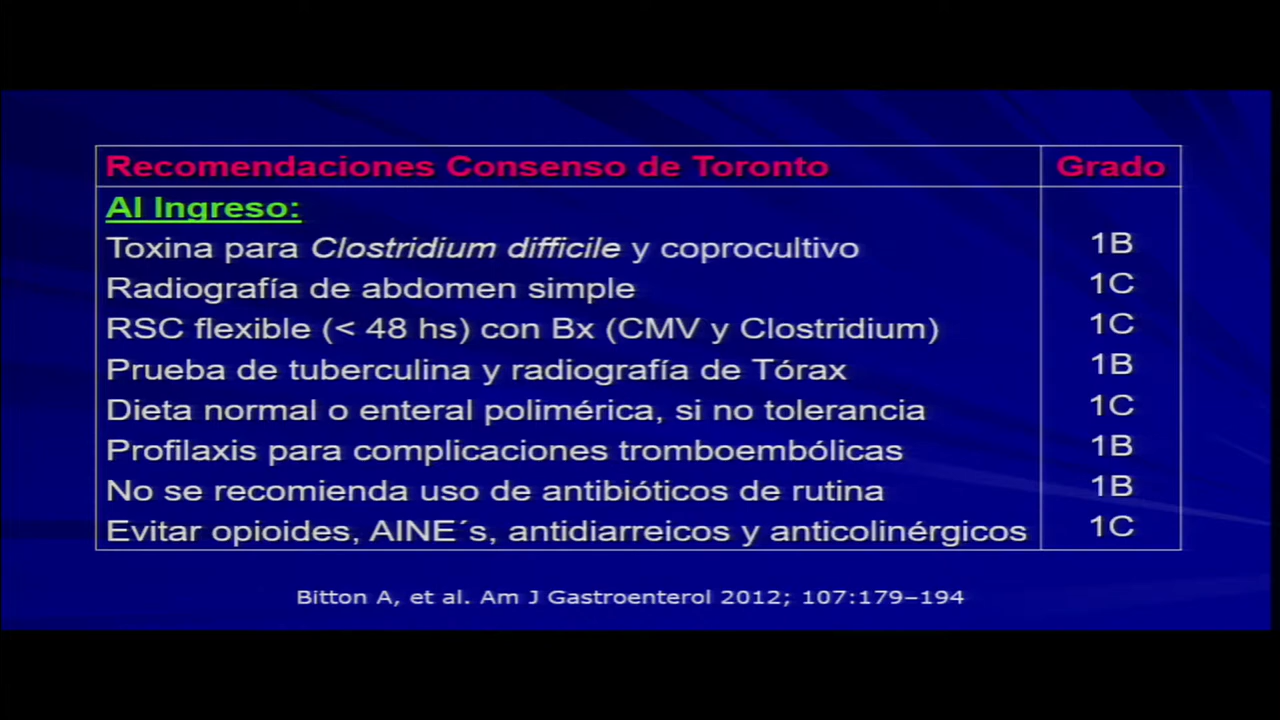 Recomendaciones Consenso de Toronto Grado
Al Ingreso:
Toxina para Clostridium difficile y coprocultivo 1B
Radiografía de abdomen simple 1C
RSC flexible (< 48 hs) con Bx (CMV y Clostridium) 1C
Prueba de tuberculina y radiografía de Tórax 1B
Dieta normal o enteral polimérica, si no tolerancia 1C
Profilaxis para complicaciones tromboembólicas 1B
No se recomienda uso de antibióticos de rutina 1B
Evitar opioides, AINE´s, antidiarreicos y anticolinérgicos 1C
Bitton A, et al. Am J Gastroenterol 2012; 107:179–194